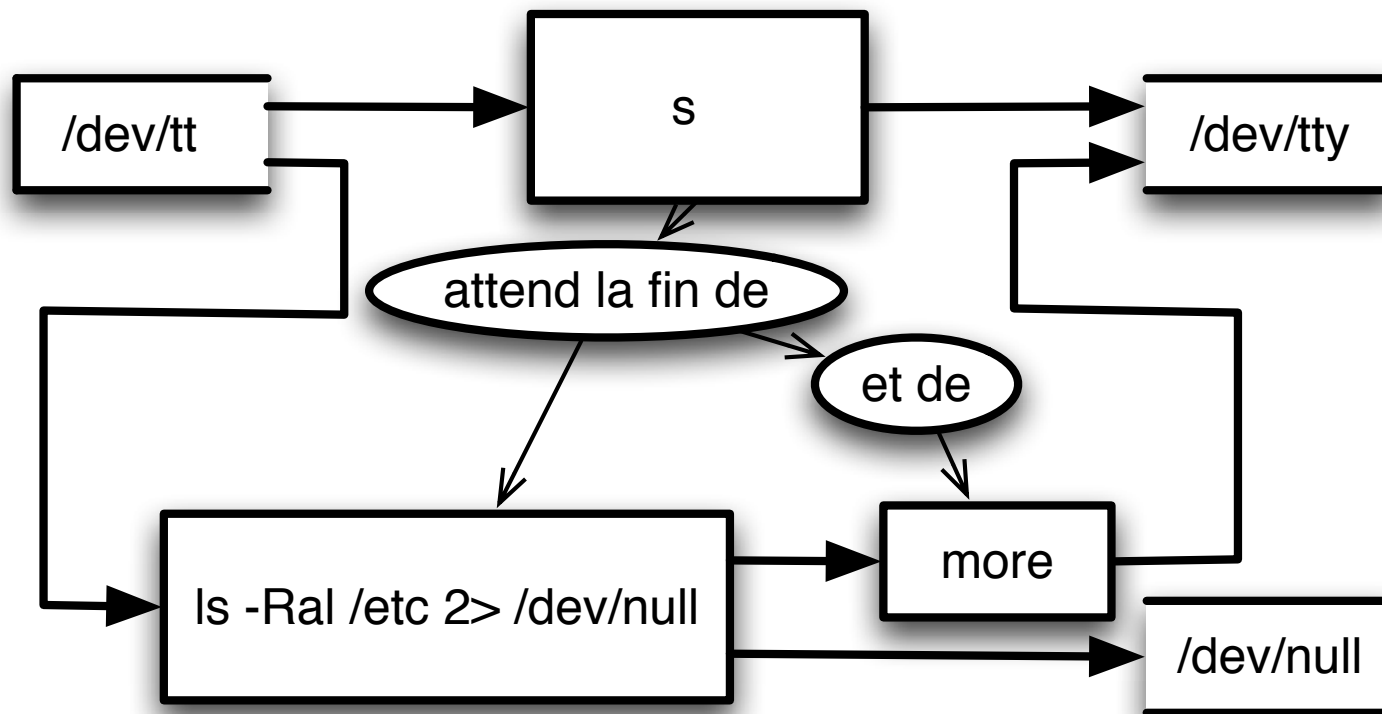 s
/dev/tt
/dev/tty
attend la fin de
et de
more
ls -Ral /etc 2> /dev/null
/dev/null